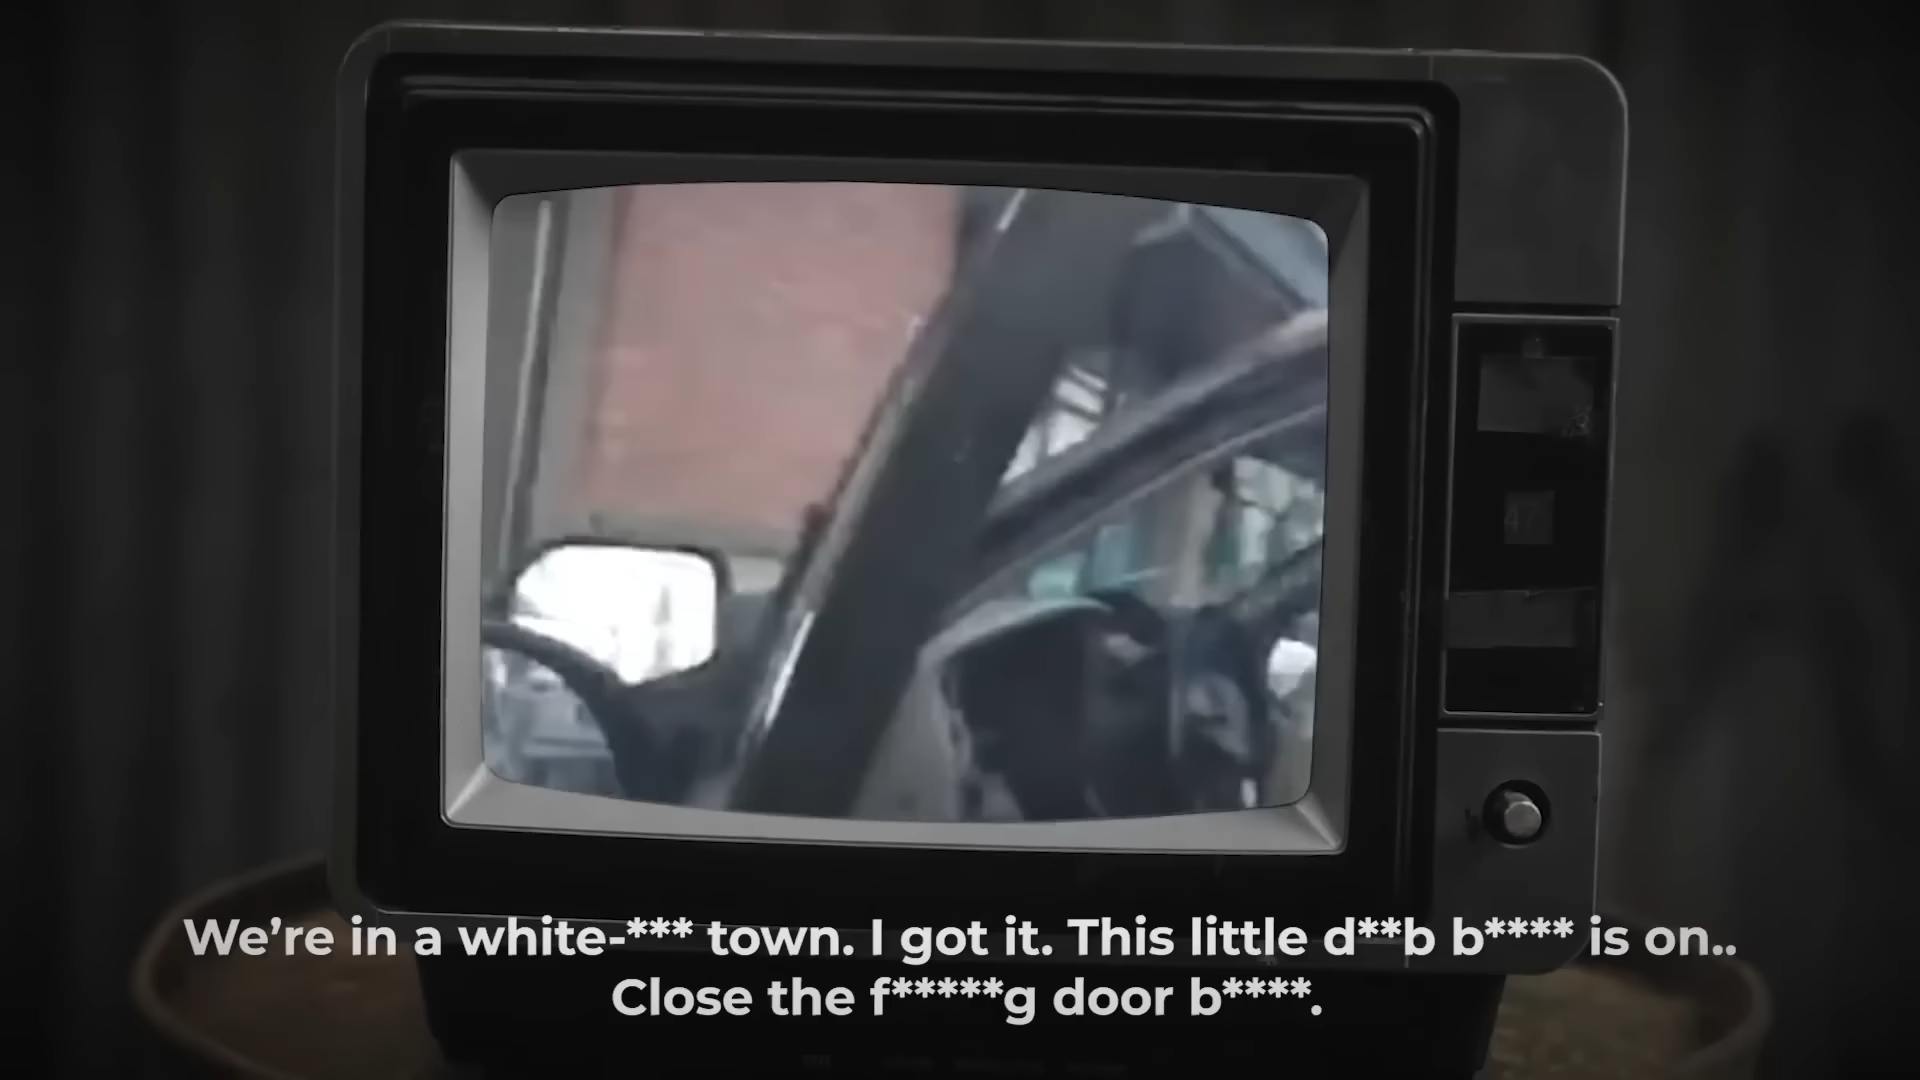 We're in a white-*** town. I got it. This little d**b b**** is on..
Close the f*****g door b****.